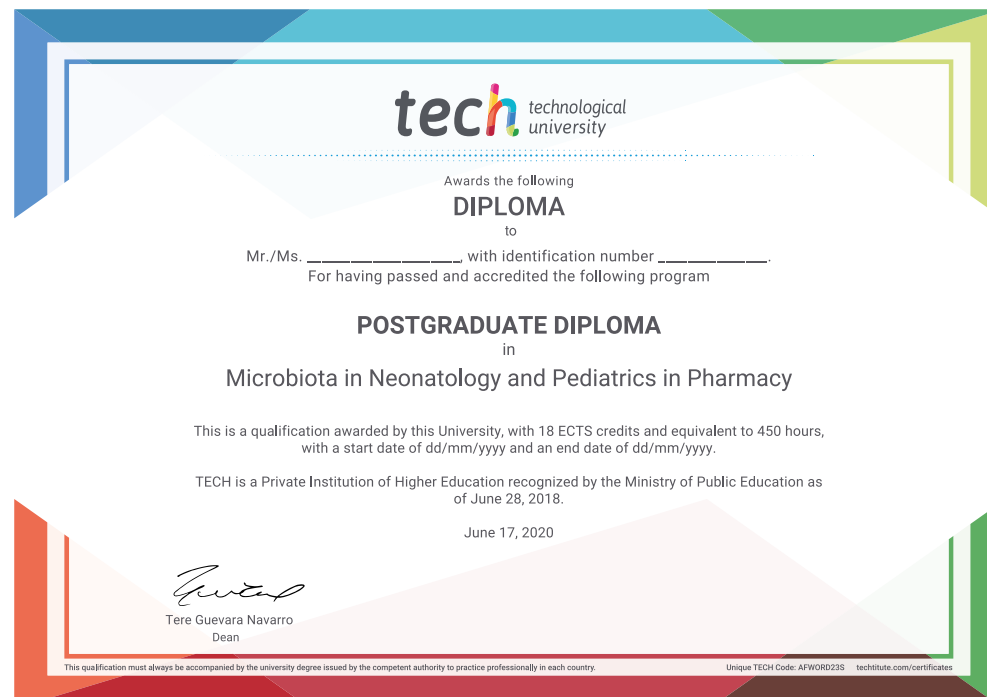 tech technological
university
Awards the following
DIPLOMA
to
Mr./Ms. ____________________, with identification number ______________.
For having passed and accredited the following program
POSTGRADUATE DIPLOMA
in
Microbiota in Neonatology and Pediatrics in Pharmacy
This is a qualification awarded by this University, with 18 ECTS credits and equivalent to 450 hours,
with a start date of dd/mm/yyyy and an end date of dd/mm/yyyy.
TECH is a Private Institution of Higher Education recognized by the Ministry of Public Education as
of June 28, 2018.
June 17, 2020
Tere Guevara Navarro
Dean
This qualification must always be accompanied by the university degree issued by the competent authority to practice professionally in each country.
Unique TECH Code: AFWORD23S techtitute.com/certificates